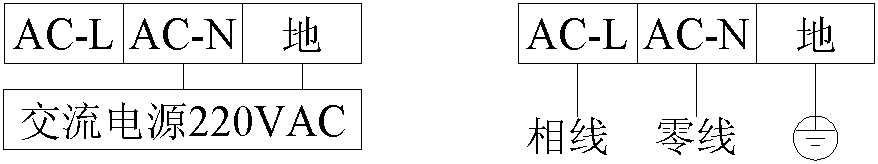 AC-L AC-N 地 AC-L AC-N 地
交流电源220VAC 相线 零线